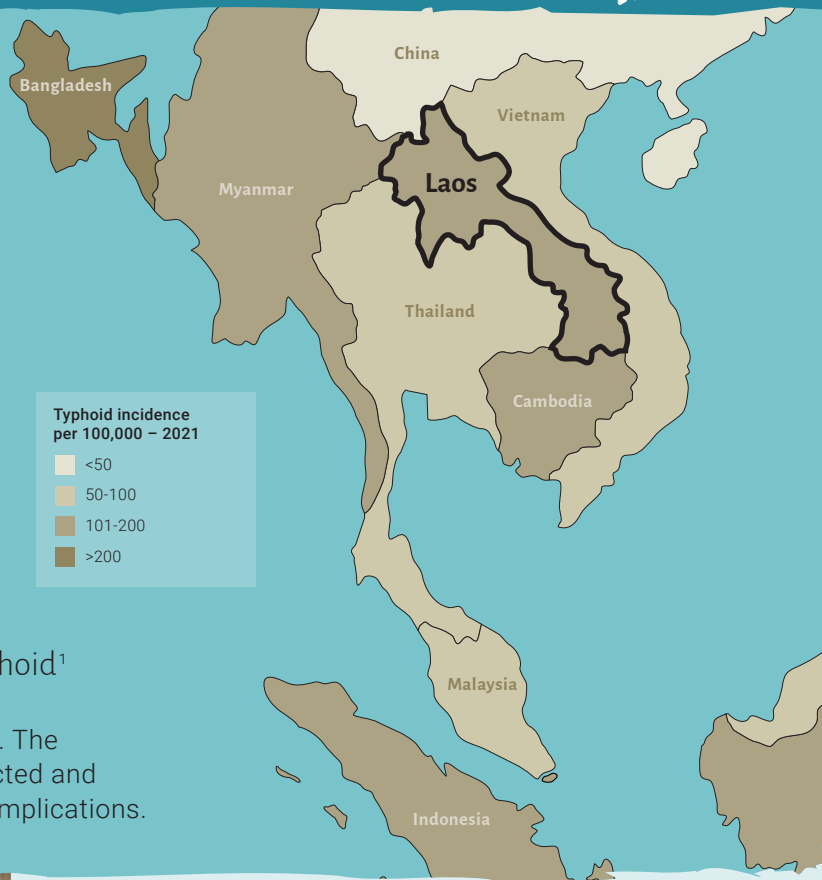 China
Bangladesh
Vietnam
Myanmar
Laos
Thailand
Cambodia
Typhoid incidence
per 100,000 – 2021
<50
50-100
101-200
>200
hoid1
Malaysia
. The
cted and
mplications.
Indonesia